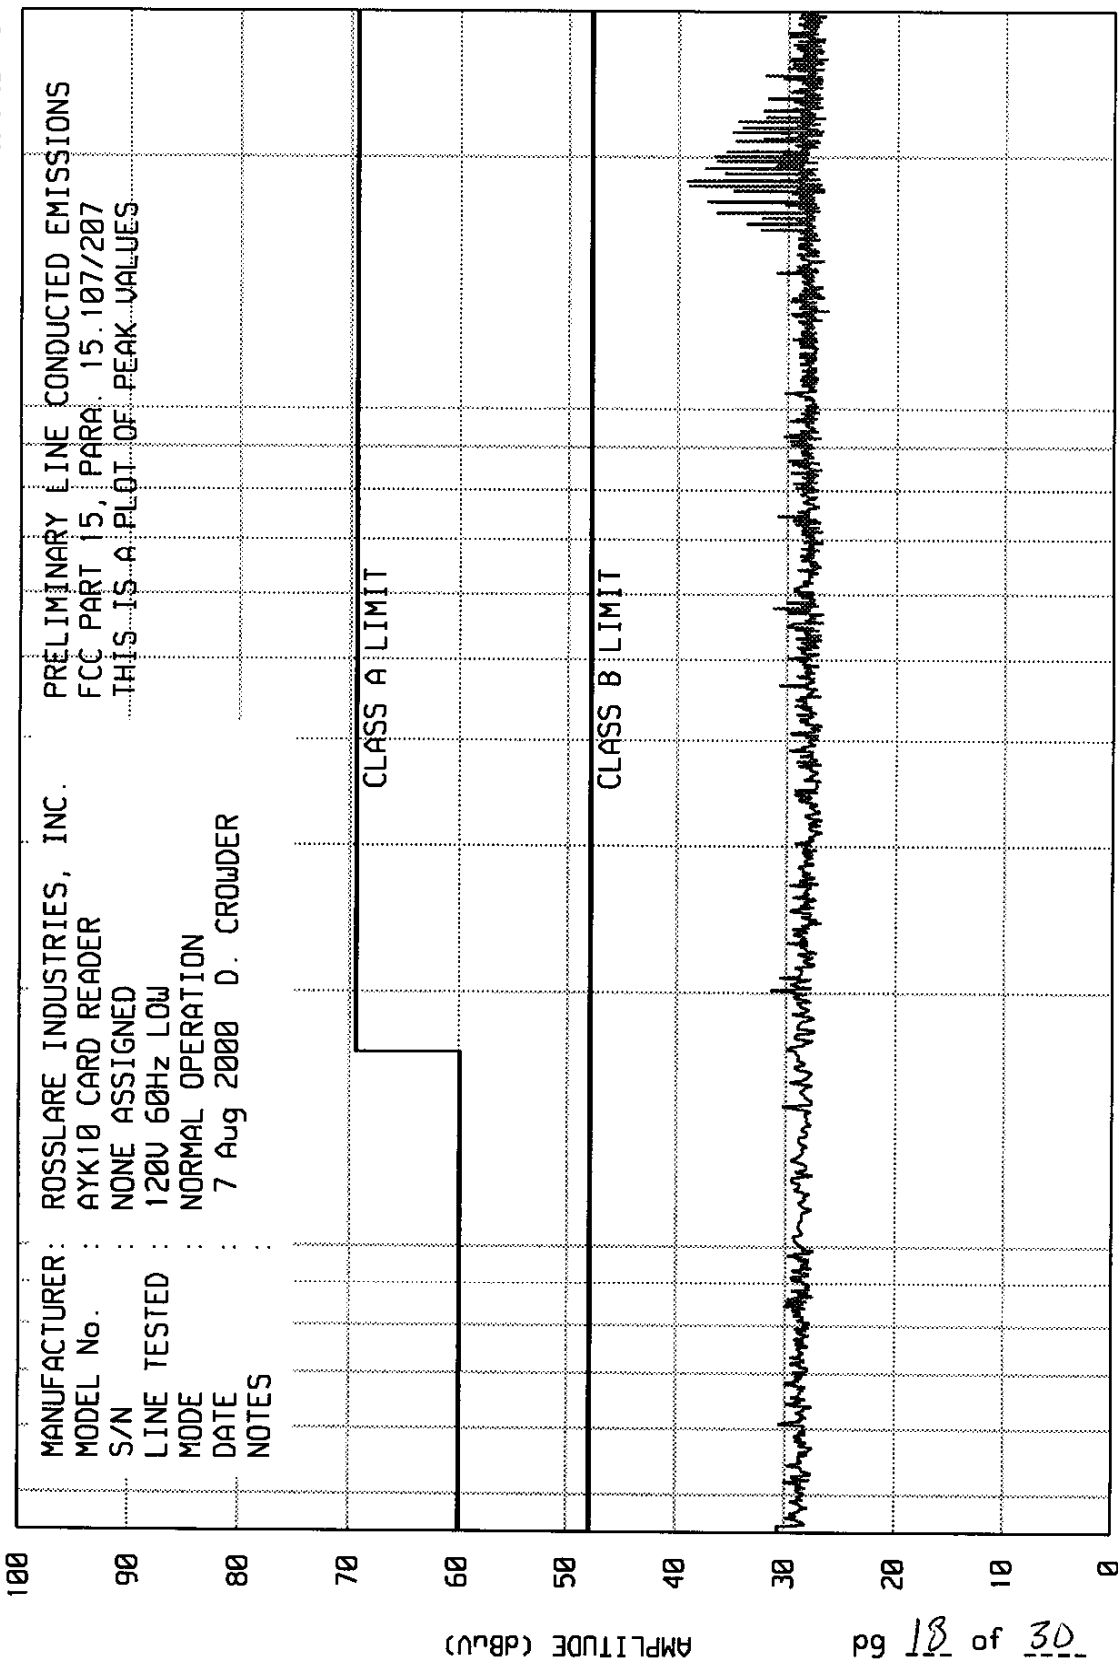 MANUFACTURER: ROSSLARE INDUSTRIES, INC.
MODEL No. : AYK10 CARD READER
S/N : NONE ASSIGNED
LINE TESTED : 120V 60Hz LOW
MODE : NORMAL OPERATION
DATE : 7 Aug 2000 D. CROWDER
NOTES :
PRELIMINARY LINE CONDUCTED EMISSIONS
FCC PART 15, PARA. 15.107/207
THIS IS A PLOT OF PEAK VALUES
CLASS A LIMIT
CLASS B LIMIT
100
90
80
70
60
50
40
30
20
10
0
AMPLITUDE (dBuV)
pg 18 of 30